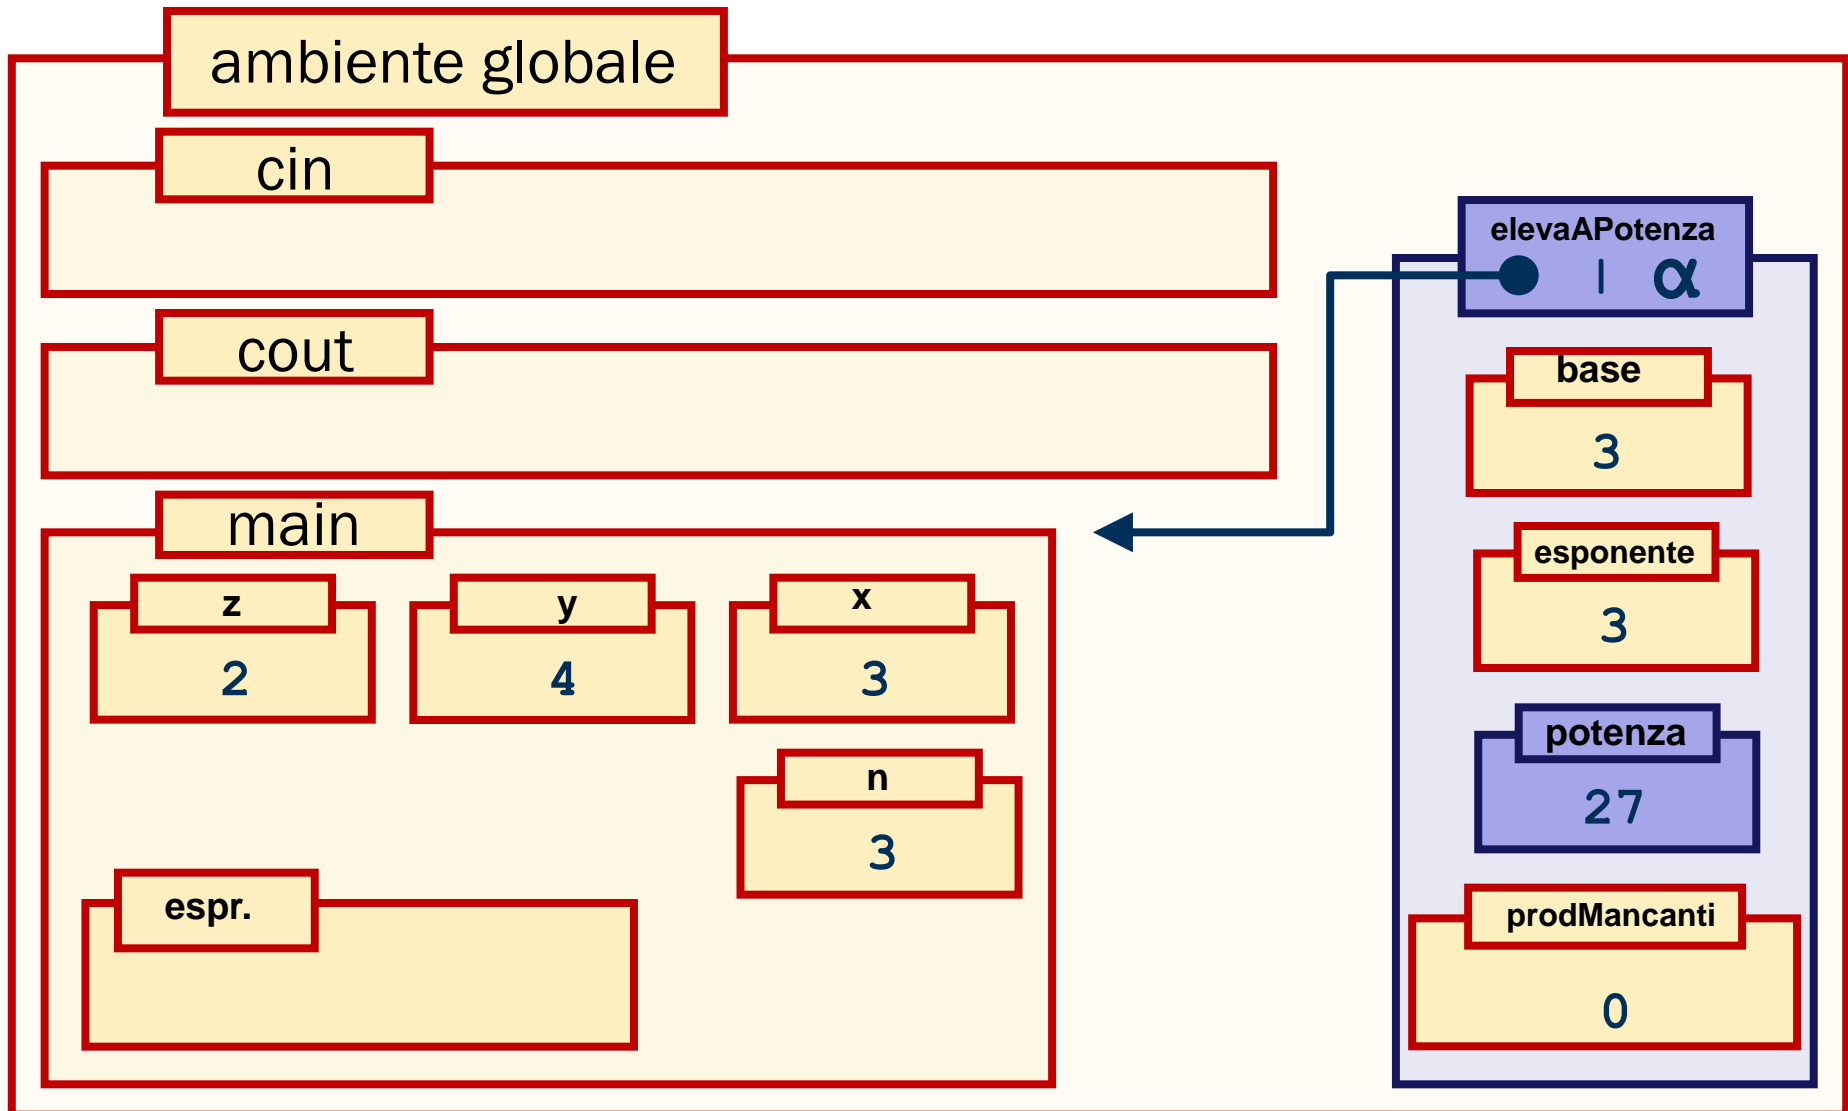 ambiente globale
cin
cout
main
z
2
y
4
x
3
n
3
espr.
elevaAPotenza
| α
base
3
esponente
3
potenza
27
prodMancanti
0